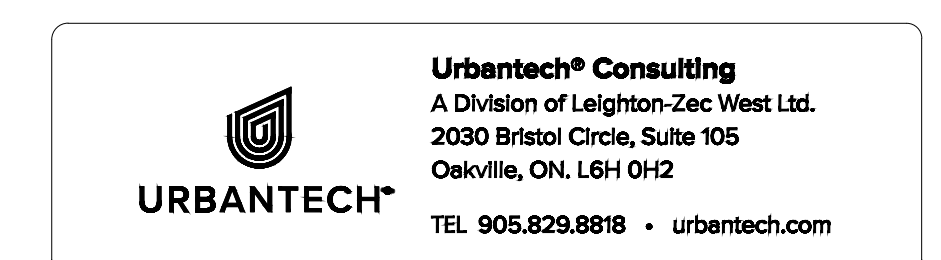 Urbantech® Consulting
A Division of Leighton-Zec West Ltd.
2030 Bristol Circle, Suite 105
Oakville, ON. L6H 0H2
URBANTECH
TEL 905.829.8818 • urbantech.com